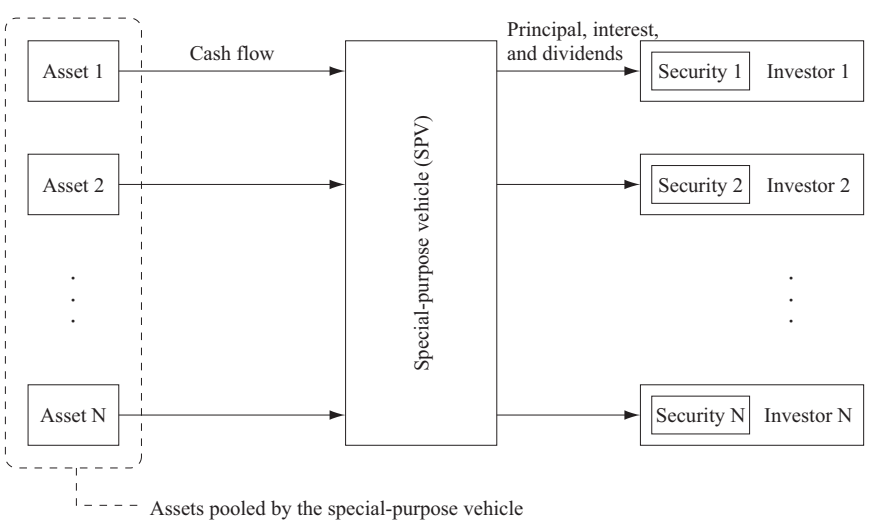 Principal, interest,
and dividends
Cash flow
Asset 1
Security 1 Investor 1
Asset 2
Security 2 Investor 2
Special-purpose vehicle (SPV)
.
.
.
.
.
.
Asset N
Security N Investor N
Assets pooled by the special-purpose vehicle